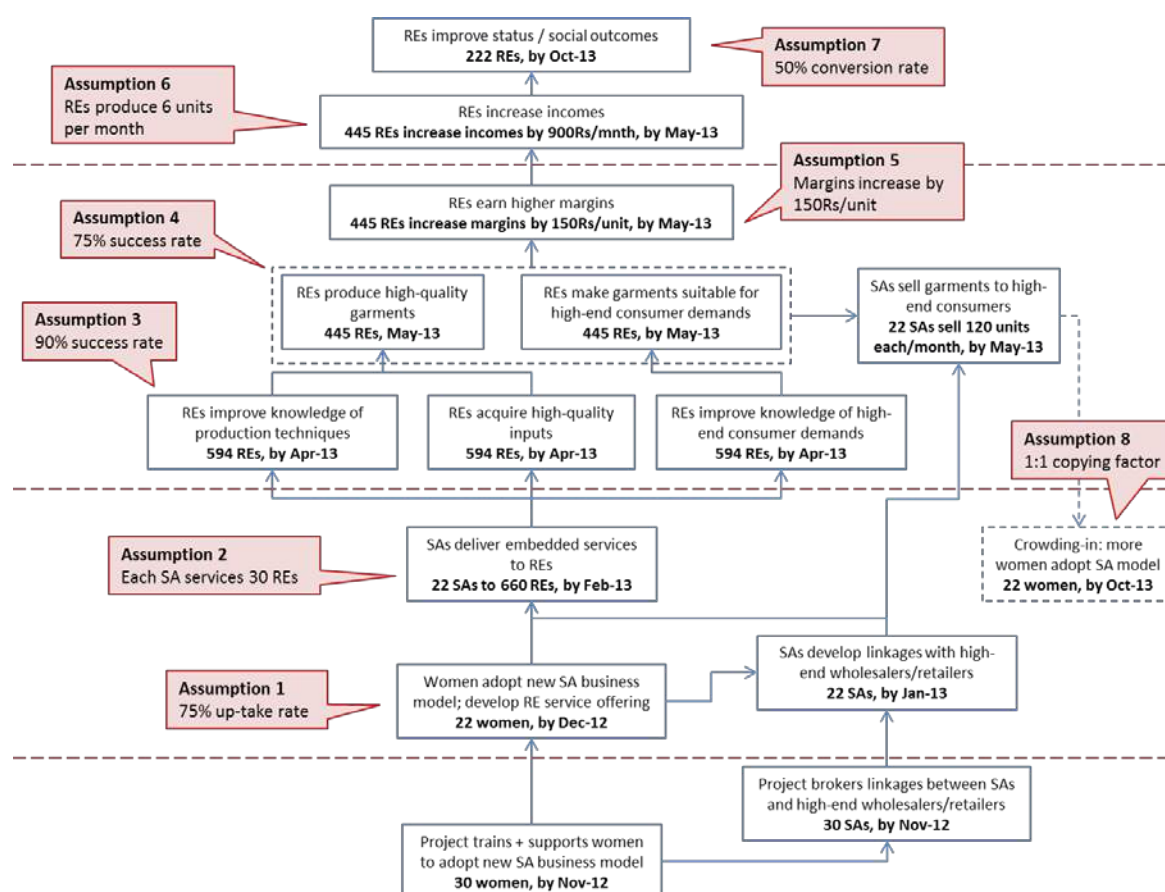 REs improve status / social outcomes
222 REs, by Oct-13
Assumption 7
50% conversion rate
Assumption 6
REs produce 6 units
per month
REs increase incomes
445 REs increase incomes by 900Rs/mnth, by May-13
Assumption 5
Margins increase by
150Rs/unit
REs earn higher margins
445 REs increase margins by 150Rs/unit, by May-13
Assumption 4
75% success rate
REs produce high-quality
garments
445 REs, May-13
REs make garments suitable for
high-end consumer demands
445 REs, by May-13
SAs sell garments to high-
end consumers
22 SAs sell 120 units
each/month, by May-13
Assumption 3
90% success rate
REs improve knowledge of
production techniques
594 REs, by Apr-13
REs acquire high-quality
inputs
594 REs, by Apr-13
REs improve knowledge of high-
end consumer demands
594 REs, by Apr-13
Assumption 8
1:1 copying factor
Assumption 2
Each SA services 30 REs
SAs deliver embedded services
to REs
22 SAs to 660 REs, by Feb-13
Crowding-in: more
women adopt SA model
22 women, by Oct-13
Assumption 1
75% up-take rate
Women adopt new SA business
model; develop RE service offering
22 women, by Dec-12
SAs develop linkages with high-
end wholesalers/retailers
22 SAs, by Jan-13
Project brokers linkages between SAs
and high-end wholesalers/retailers
30 SAs, by Nov-12
Project trains + supports women
to adopt new SA business model
30 women, by Nov-12